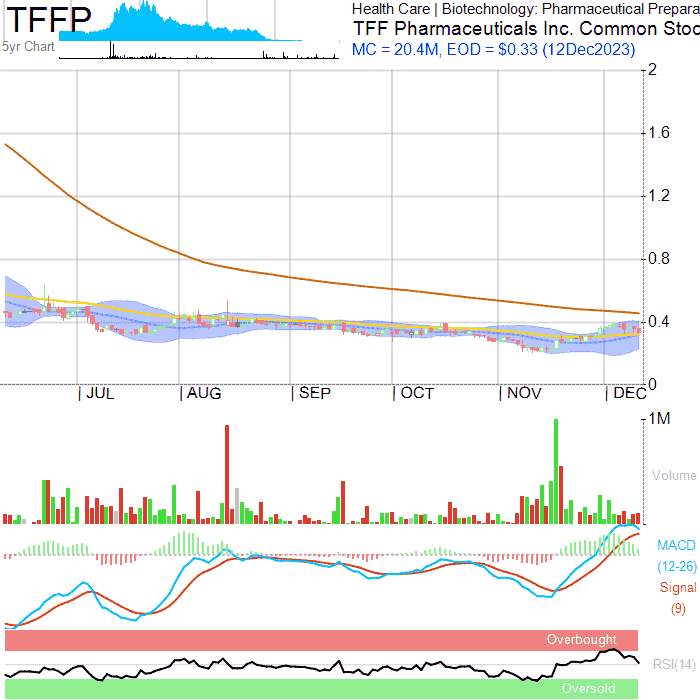 TFFP
5yr Chart
Health Care | Biotechnology: Pharmaceutical Prepara
TFF Pharmaceuticals Inc. Common Stoc
MC = 20.4M, EOD = $0.33 (12Dec2023)
2
1.6
1.2
0.8
0.4
0
JUL
AUG
SEP
OCT
NOV
DEC
1M
Volume
MACD
(12-26)
Signal
(9)
Overbought
RSI(14)
Oversold